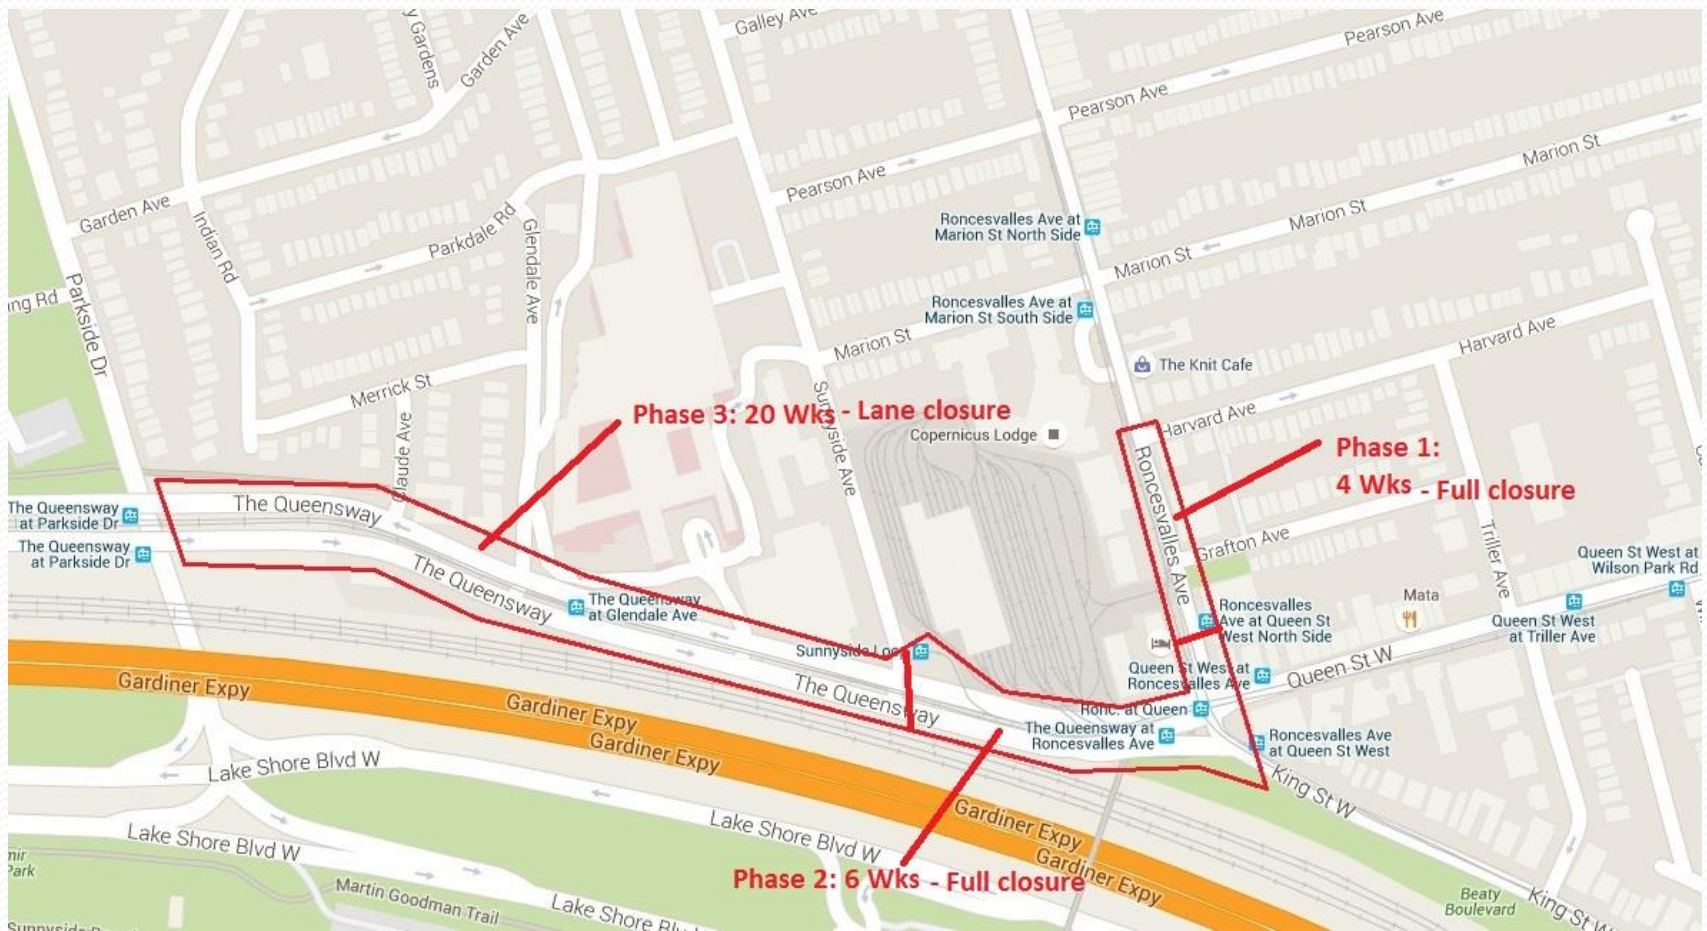 Galley Ave
Pearson Ave
y Gardens
Garden Ave
Pearson Ave
Marion St
Pearson Ave
Garden Ave
Marion St
Roncesvalles Ave at
Marion St North Side
Indian Rd
Parkdale Rd
Glendale Ave
Marion St
Parkside Dr
ng Rd
Roncesvalles Ave at
Marion St South Side
Marion St
Harvard Ave
The Knit Cafe
Merrick St
Sunnyside Ave
Harvard Ave
Phase 3: 20 Wks - Lane closure
Copernicus Lodge
Claude Ave
Roncesvalles Ave
Phase 1:
4 Wks - Full closure
The Queensway
The Queensway
at Parkside Dr
The Queensway
at Parkside Dr
Grafton Ave
Triller Ave
Queen St West at
Wilson Park Rd
The Queensway
The Queensway
at Glendale Ave
Mata
Roncesvalles
Ave at Queen St
West North Side
Queen St West
at Triller Ave
Sunnyside Loop
Queen St West at
Roncesvalles Ave
Queen St W
Gardiner Expy
The Queensway
Ronc. at Queen
Gardiner Expy
The Queensway at
Roncesvalles Ave
Roncesvalles Ave
at Queen St West
Gardiner Expy
Lake Shore Blvd W
King St W
Gardiner Expy
Lake Shore Blvd W
Lake Shore Blvd W
Gardiner Expy
mir
Park
Phase 2: 6 Wks - Full closure
Martin Goodman Trail
Lake Shore Blv
Beaty
Boulevard
King St W